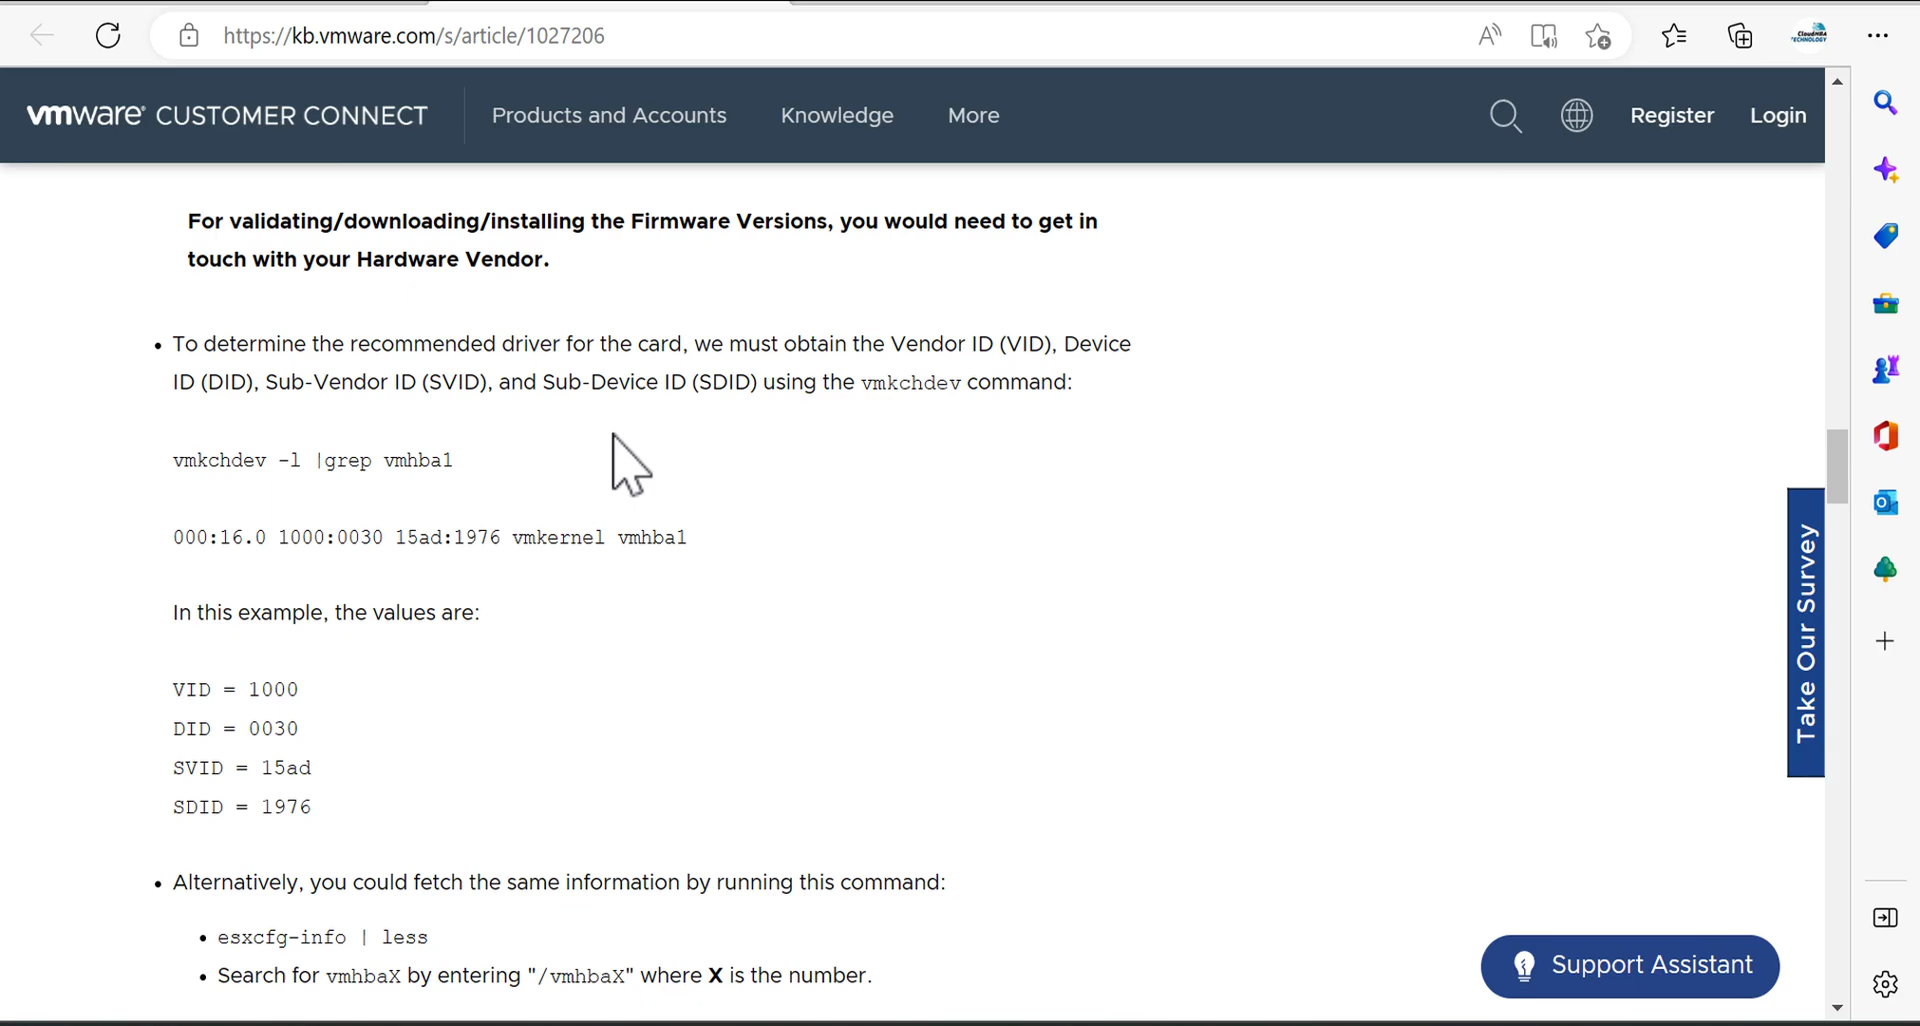 https://kb.vmware.com/s/article/1027206
vmware® CUSTOMER CONNECT
Products and Accounts
Knowledge
More
Register
Login
For validating/downloading/installing the Firmware Versions, you would need to get in
touch with your Hardware Vendor.
• To determine the recommended driver for the card, we must obtain the Vendor ID (VID), Device
ID (DID), Sub-Vendor ID (SVID), and Sub-Device ID (SDID) using the vmkchdev command:
vmkchdev -l |grep vmhba1
000:16.0 1000:0030 15ad:1976 vmkernel vmhba1
In this example, the values are:
VID = 1000
DID = 0030
SVID = 15ad
SDID = 1976
• Alternatively, you could fetch the same information by running this command:
• esxcfg-info | less
• Search for vmhbaX by entering "/vmhbaX" where X is the number.
Take Our Survey
Support Assistant